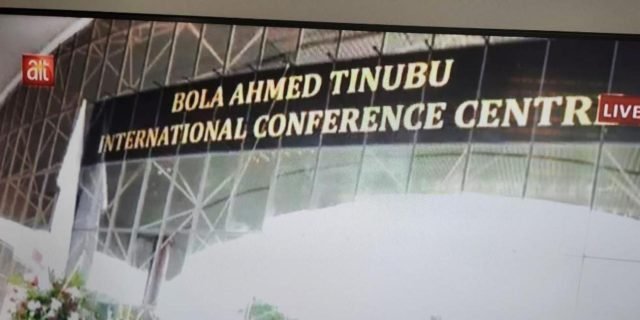 ait
BOLA AHMED TINUBU
INTERNATIONAL CONFERENCE CENTR
LIVE